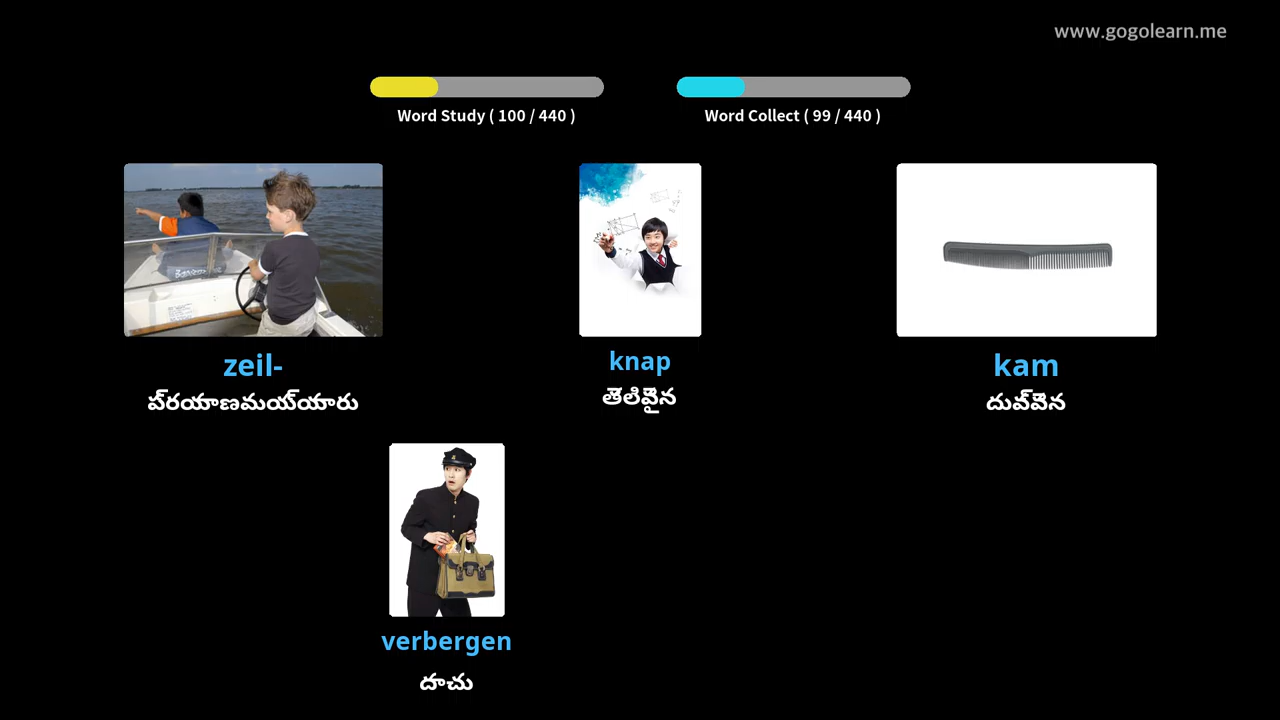 www.gogolearn.me
Word Study ( 100 / 440 )
Word Collect ( 99 / 440 )
zeil-
ప్రయాణమయ్యారు
knap
తెలివైన
kam
దువ్వెన
verbergen
దాచు